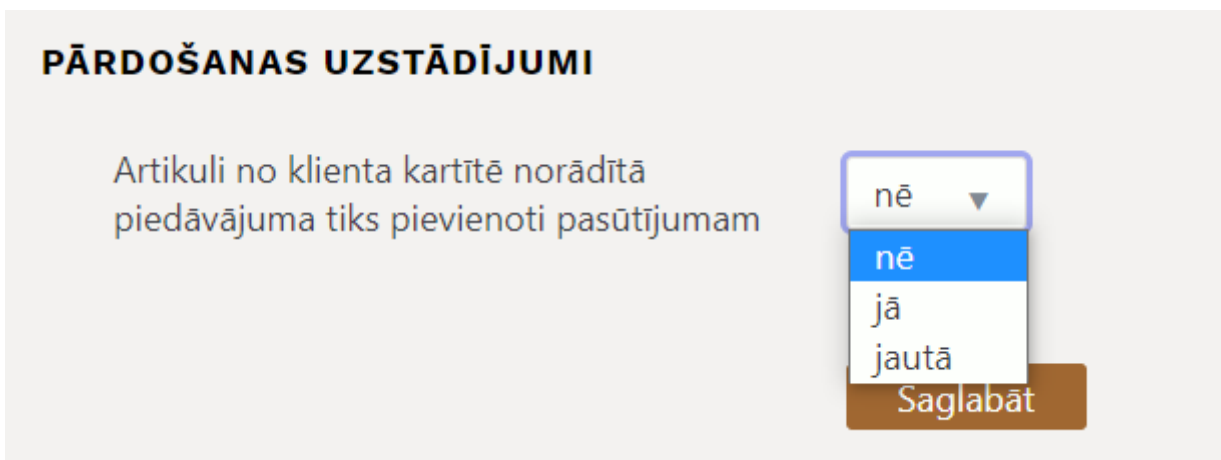 PĀRDOŠANAS UZSTĀDĪJUMI
Artikuli no klienta kartītē norādītā
piedāvājuma tiks pievienoti pasūtījumam
nē
nē
jā
jautā
Saglabāt